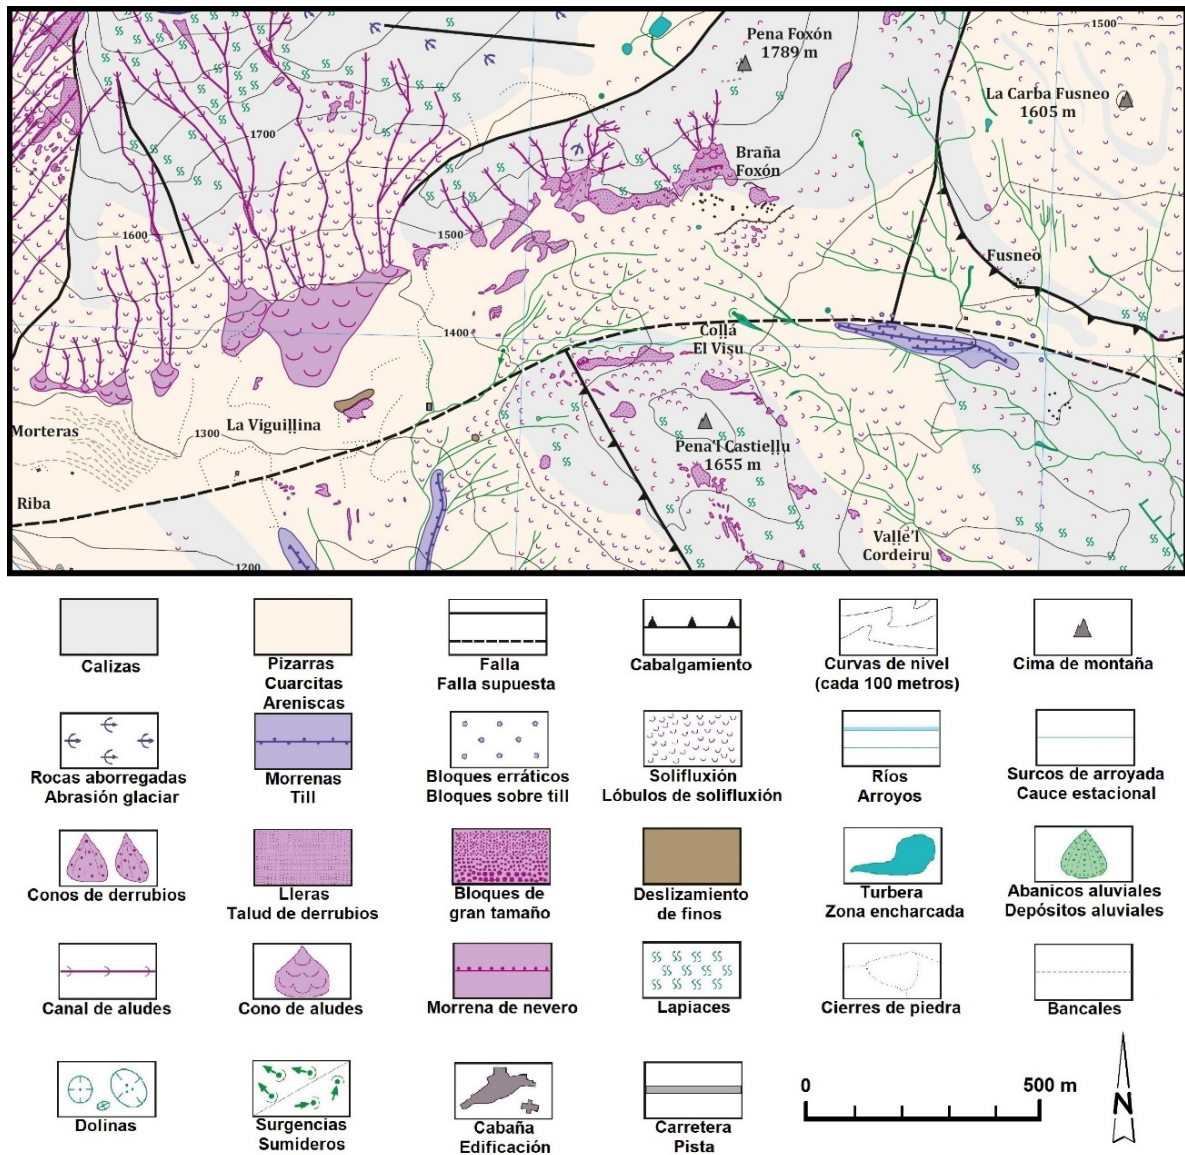 Pena Foxón
1789 m
1500
La Carba Fusneo
1605 m
1700
Braña
Foxón
1600
1500
Fusneo
1400
Coḷḷá
El Visu
La Viguiḷḷina
Morteras
1300
Pena'l Castieḷḷu
1655 m
Riba
Vaḷḷe'l
Cordeiru
1200
Calizas
Pizarras
Cuarcitas
Areniscas
Falla
Falla supuesta
Cabalgamiento
Curvas de nivel
(cada 100 metros)
Cima de montaña
Rocas aborregadas
Abrasión glaciar
Morrenas
Till
Bloques erráticos
Bloques sobre till
Solifluxión
Lóbulos de solifluxión
Ríos
Arroyos
Surcos de arroyada
Cauce estacional
Conos de derrubios
Lleras
Talud de derrubios
Bloques de
gran tamaño
Deslizamiento
de finos
Turbera
Zona encharcada
Abanicos aluviales
Depósitos aluviales
Canal de aludes
Cono de aludes
Morrena de nevero
Lapiaces
Cierres de piedra
Bancales
Dolinas
Surgencias
Sumideros
Cabaña
Edificación
Carretera
Pista
0
500 m
N